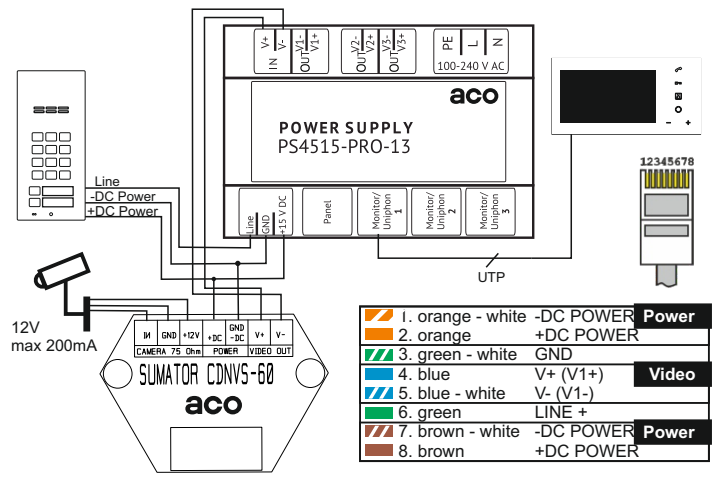 V+ V- V1- V1+ V2- V2+ V3- V3+ PE L N
IN OUT OUT OUT 100-240 V AC
aco
POWER SUPPLY
PS4515-PRO-13
Line GND +15 V DC Panel Monitor/ Uniphon 1 Monitor/ Uniphon 2 Monitor/ Uniphon 3
Line
-DC Power
+DC Power
- +
12345678
UTP
12V
max 200mA
IN GND +12V +DC GND -DC V+ V-
CAMERA 75 Ohm POWER VIDEO OUT
SUMATOR CDNVS-60
aco
1. orange - white -DC POWER Power
2. orange +DC POWER
3. green - white GND
4. blue V+ (V1+) Video
5. blue - white V- (V1-)
6. green LINE +
7. brown - white -DC POWER Power
8. brown +DC POWER